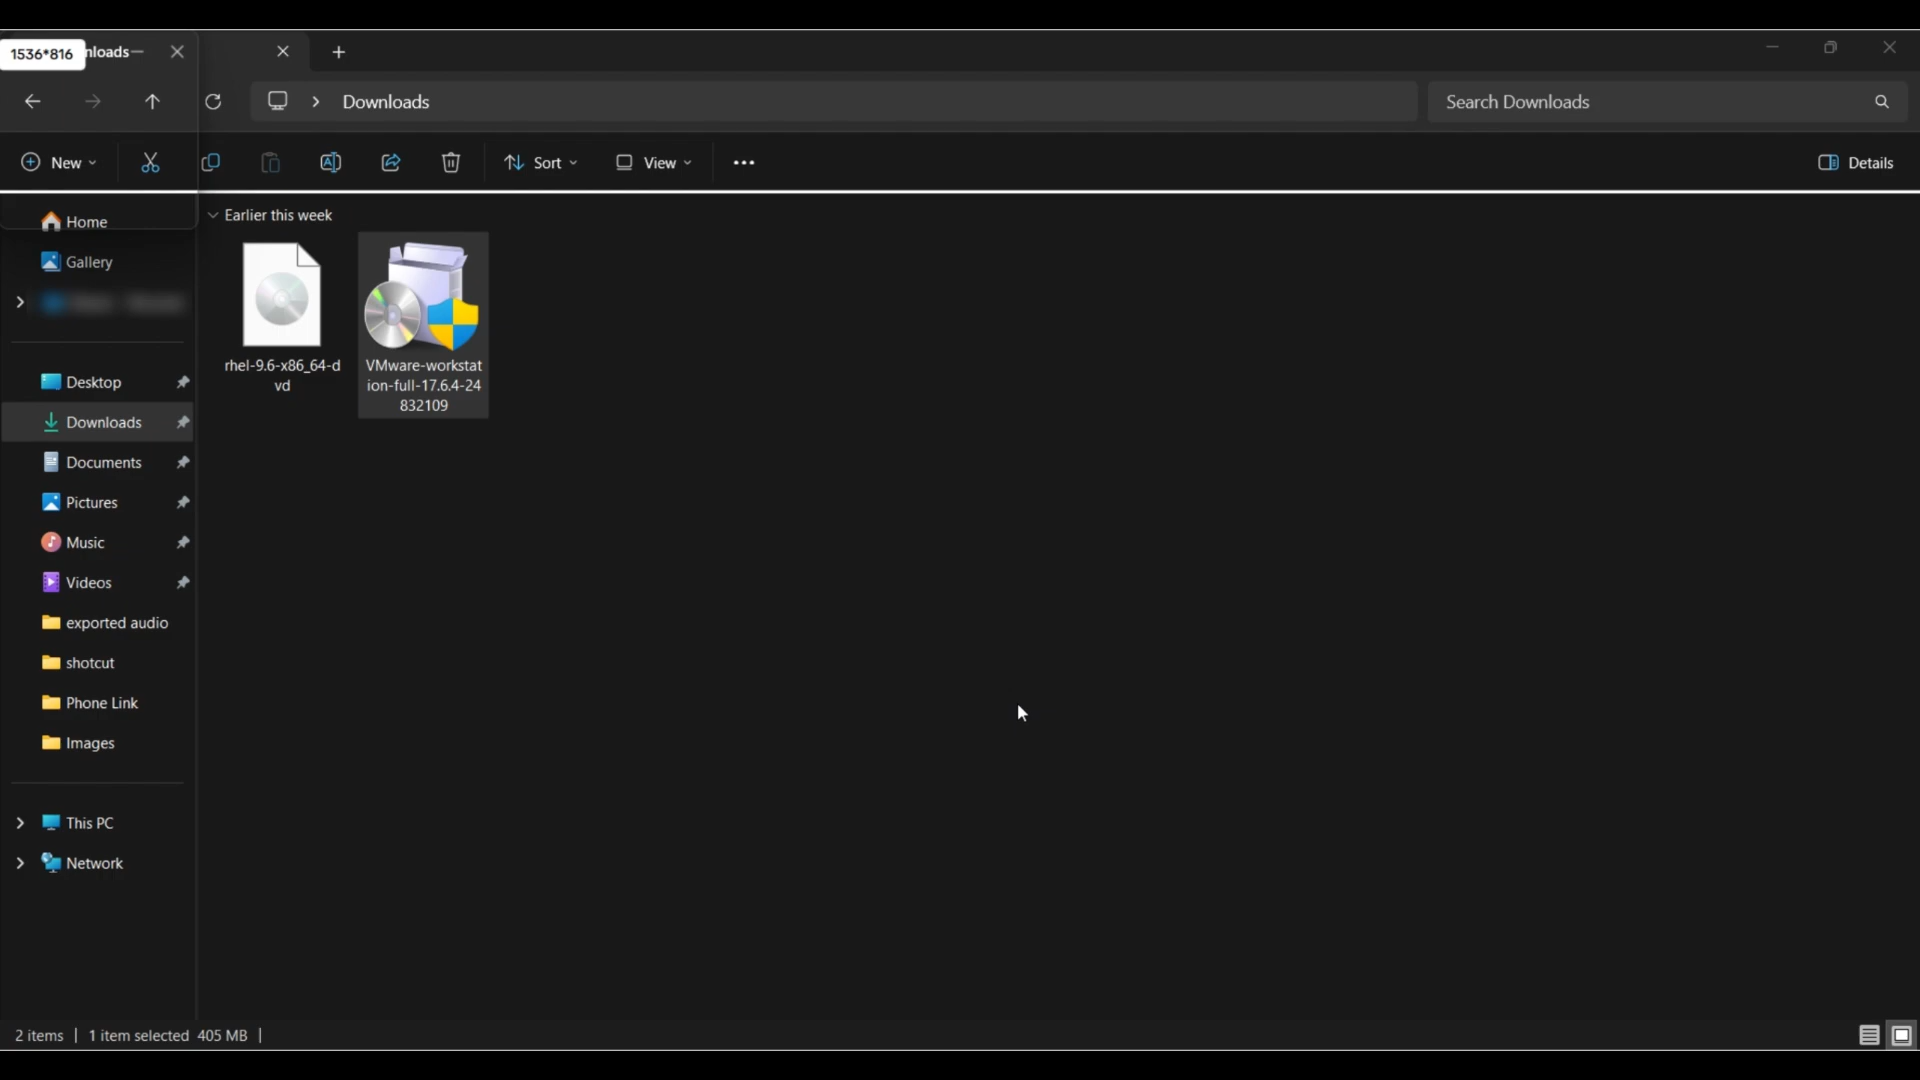 1536*816
nloads
Downloads
Search Downloads
New
Sort
View
Details
Home
Gallery
Desktop
Downloads
Documents
Pictures
Music
Videos
exported audio
shotcut
Phone Link
Images
This PC
Network
Earlier this week
rhel-9.6-x86_64-d
vd
VMware-workstat
ion-full-17.6.4-24
832109
2 items | 1 item selected 405 MB |